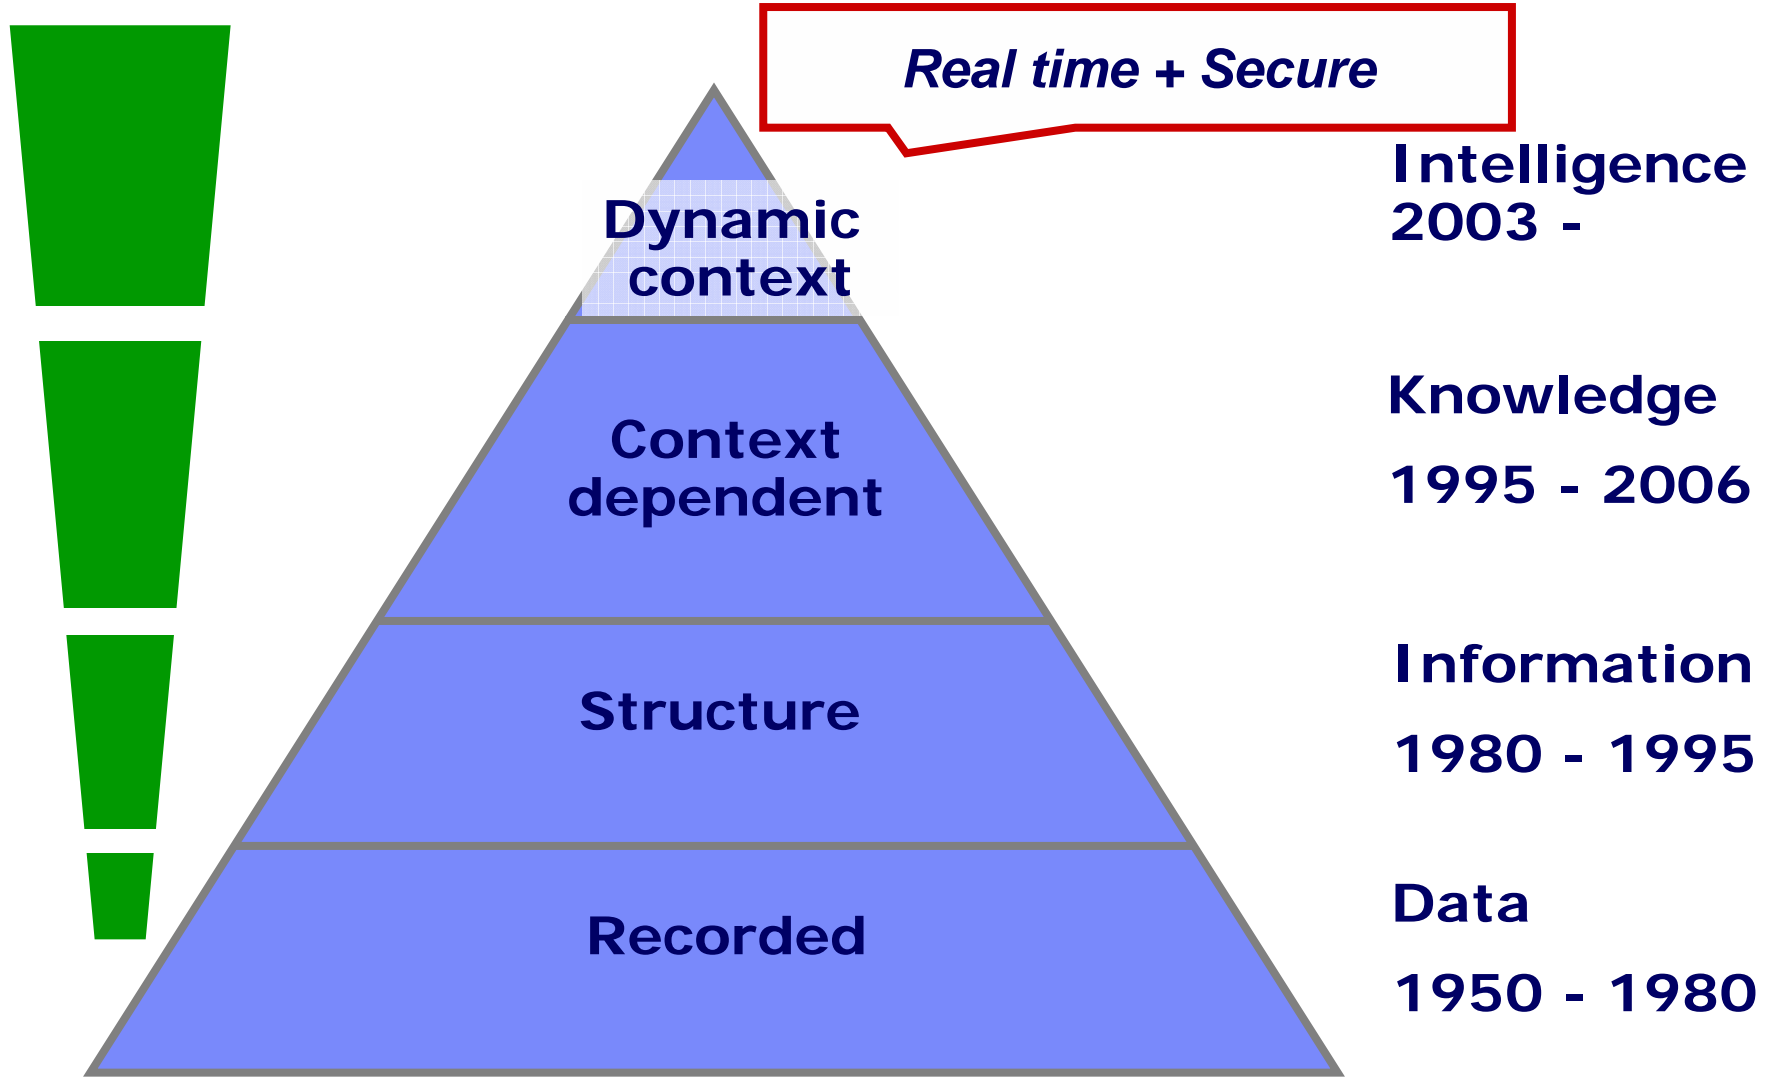 Real time + Secure
Intelligence
2003 -
Dynamic
context
Knowledge
1995 - 2006
Context
dependent
Information
1980 - 1995
Structure
Data
1950 - 1980
Recorded